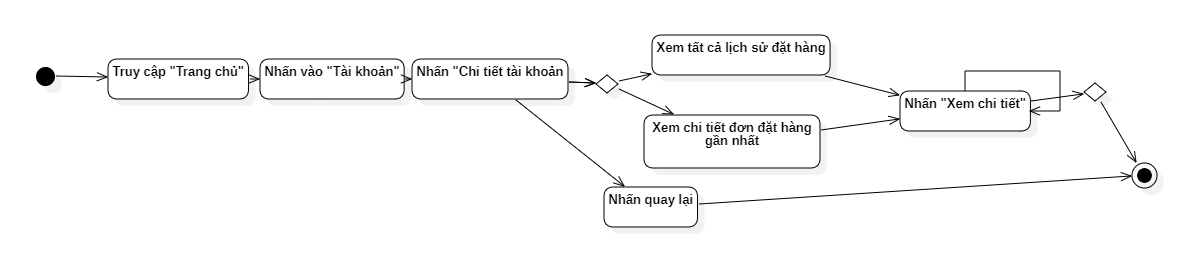 Truy cập "Trang chủ"
Nhấn vào "Tài khoản"
Nhấn "Chi tiết tài khoản
Xem tất cả lịch sử đặt hàng
Xem chi tiết đơn đặt hàng
gần nhất
Nhấn "Xem chi tiết"
Nhấn quay lại